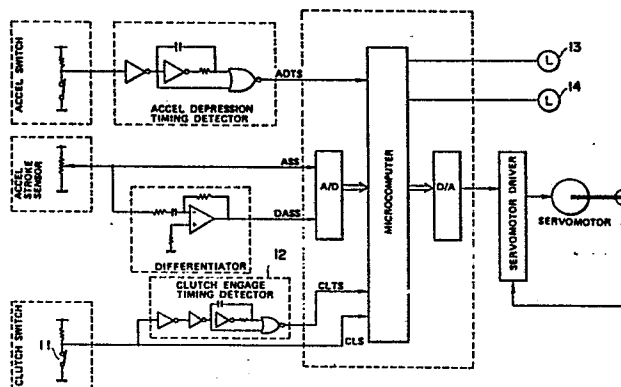 ACCEL SWITCH
ACCEL DEPRESSION
TIMING DETECTOR
ADTS
13
L
14
L
ACCEL
STROKE
SENSOR
ASS
A/D
MICROCOMPUTER
D/A
SERVOMOTOR DRIVER
SERVOMOTOR
DASS
DIFFERENTIATOR
12
CLUTCH ENGAGE
TIMING DETECTOR
CLTS
CLS
CLUTCH SWITCH
11